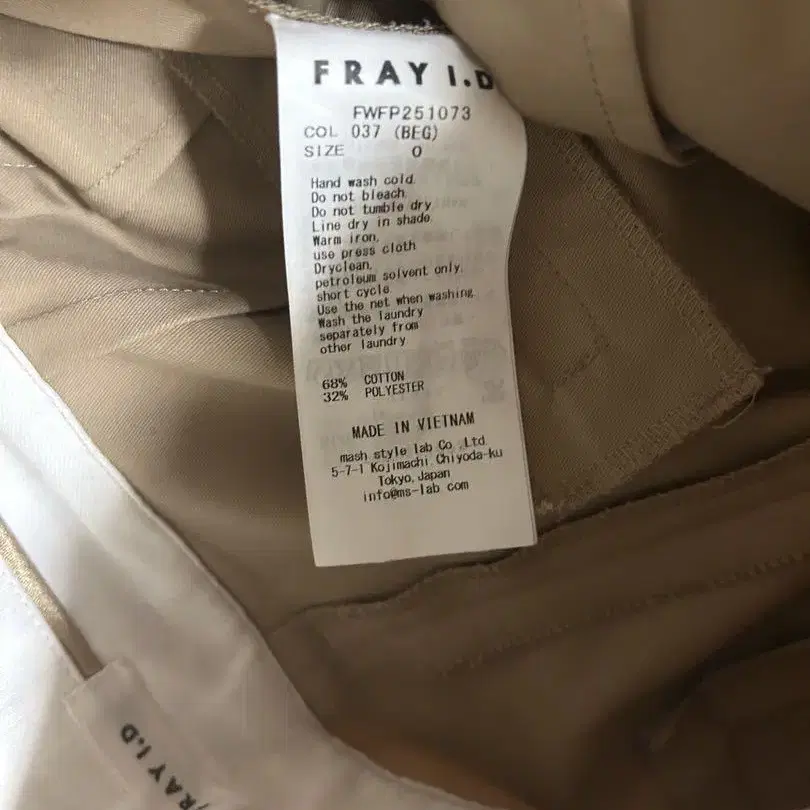 FRAY I.D
FWFP251073
COL 037 (BEG)
SIZE 0
Hand wash cold.
Do not bleach.
Do not tumble dry.
Line dry in shade.
Warm iron,
use press cloth
Dryclean,
petroleum solvent only,
short cycle.
Use the net when washing.
Wash the laundry
separately from
other laundry
68% COTTON
32% POLYESTER
MADE IN VIETNAM
mash style lab Co.,Ltd.
5-7-1 Kojimachi Chiyoda-ku
Tokyo,Japan
info@ms-lab com
FRAY I.D